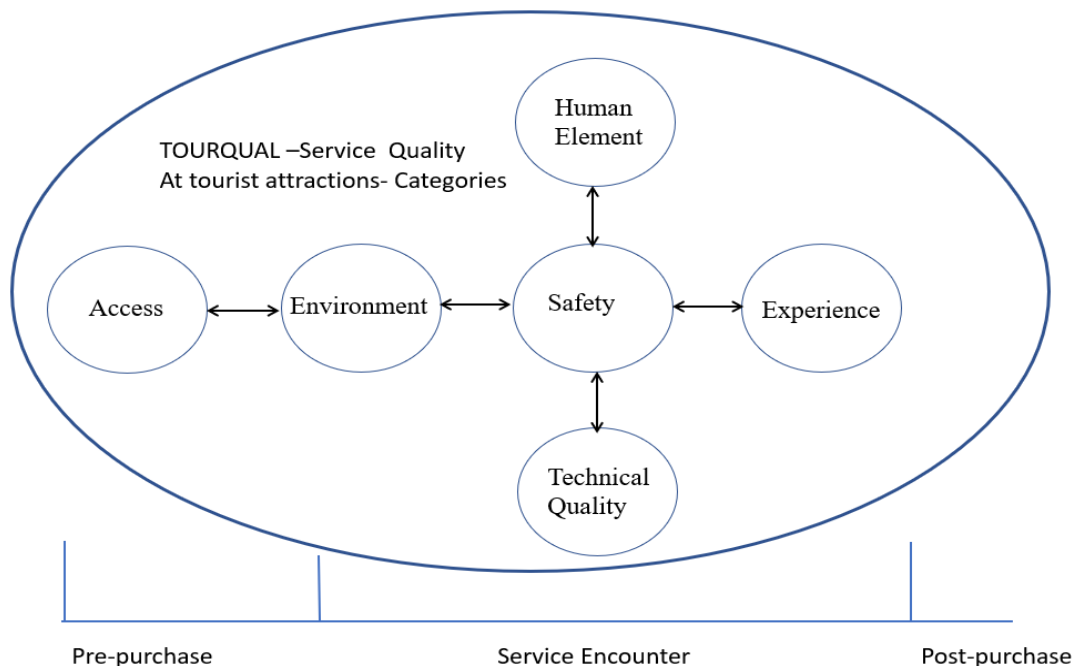 Human
Element
TOURQUAL –Service Quality
At tourist attractions- Categories
Access
Environment
Safety
Experience
Technical
Quality
Pre-purchase
Service Encounter
Post-purchase